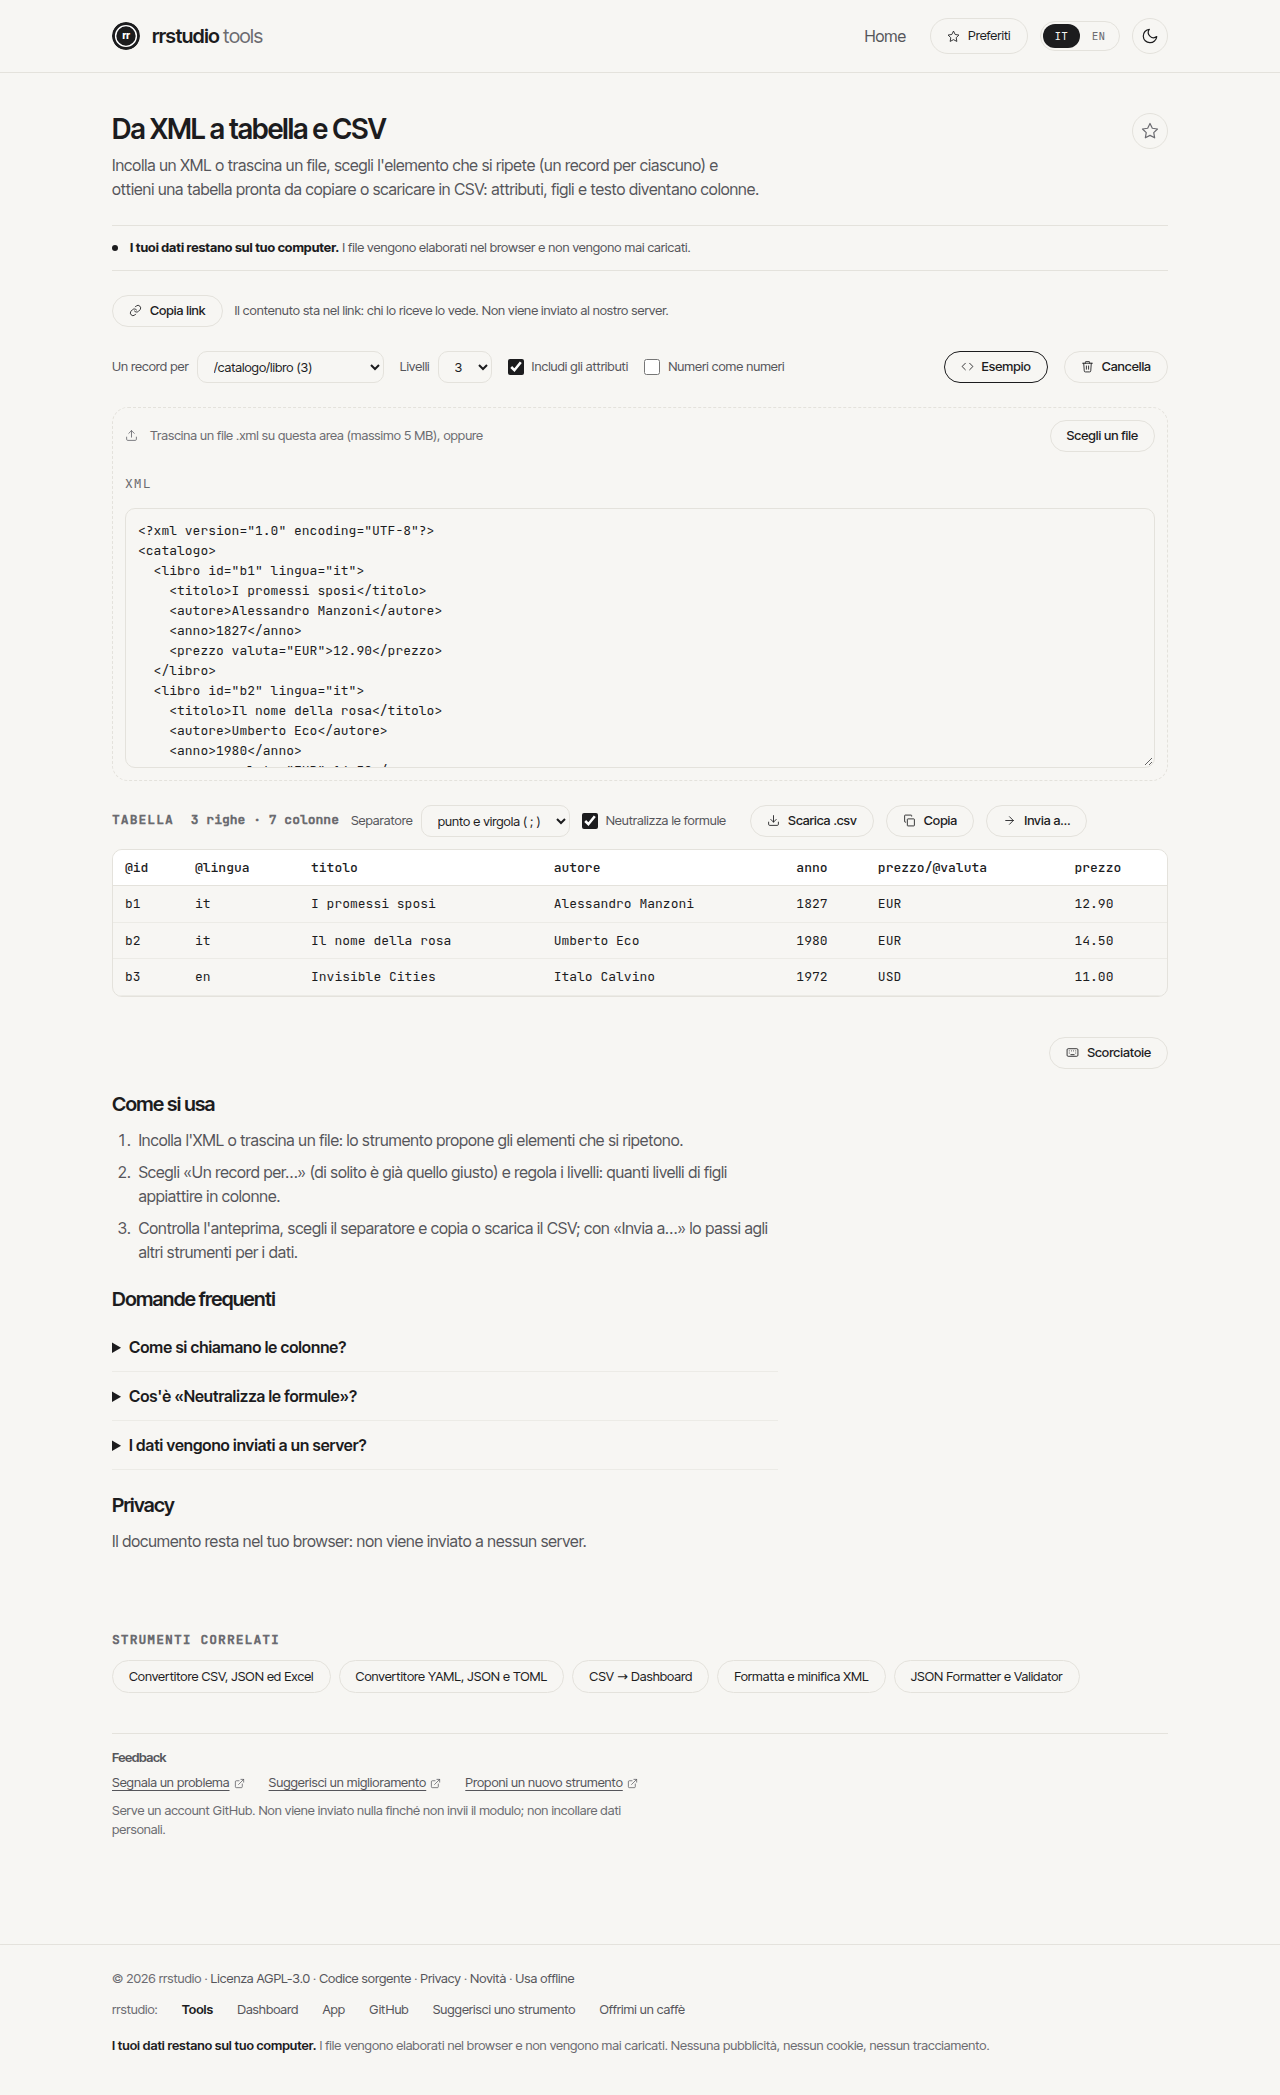 rr rrstudio tools
Home
Preferiti
IT EN
Da XML a tabella e CSV
Incolla un XML o trascina un file, scegli l'elemento che si ripete (un record per ciascuno) e
ottieni una tabella pronta da copiare o scaricare in CSV: attributi, figli e testo diventano colonne.
I tuoi dati restano sul tuo computer. I file vengono elaborati nel browser e non vengono mai caricati.
Copia link Il contenuto sta nel link: chi lo riceve lo vede. Non viene inviato al nostro server.
Un record per /catalogo/libro (3) Livelli 3 Includi gli attributi Numeri come numeri Esempio Cancella
Trascina un file .xml su questa area (massimo 5 MB), oppure Scegli un file
XML
<?xml version="1.0" encoding="UTF-8"?>
<catalogo>
<libro id="b1" lingua="it">
<titolo>I promessi sposi</titolo>
<autore>Alessandro Manzoni</autore>
<anno>1827</anno>
<prezzo valuta="EUR">12.90</prezzo>
</libro>
<libro id="b2" lingua="it">
<titolo>Il nome della rosa</titolo>
<autore>Umberto Eco</autore>
<anno>1980</anno>
TABELLA 3 righe · 7 colonne Separatore punto e virgola (;) Neutralizza le formule Scarica .csv Copia Invia a…
@id @lingua titolo autore anno prezzo/@valuta prezzo
b1 it I promessi sposi Alessandro Manzoni 1827 EUR 12.90
b2 it Il nome della rosa Umberto Eco 1980 EUR 14.50
b3 en Invisible Cities Italo Calvino 1972 USD 11.00
Scorciatoie
Come si usa
1. Incolla l'XML o trascina un file: lo strumento propone gli elementi che si ripetono.
2. Scegli «Un record per…» (di solito è già quello giusto) e regola i livelli: quanti livelli di figli
appiattire in colonne.
3. Controlla l'anteprima, scegli il separatore e copia o scarica il CSV; con «Invia a…» lo passi agli
altri strumenti per i dati.
Domande frequenti
Come si chiamano le colonne?
Cos'è «Neutralizza le formule»?
I dati vengono inviati a un server?
Privacy
Il documento resta nel tuo browser: non viene inviato a nessun server.
STRUMENTI CORRELATI
Convertitore CSV, JSON ed Excel Convertitore YAML, JSON e TOML CSV → Dashboard Formatta e minifica XML JSON Formatter e Validator
Feedback
Segnala un problema Suggerisci un miglioramento Proponi un nuovo strumento
Serve un account GitHub. Non viene inviato nulla finché non invii il modulo; non incollare dati
personali.
© 2026 rrstudio · Licenza AGPL-3.0 · Codice sorgente · Privacy · Novità · Usa offline
rrstudio: Tools Dashboard App GitHub Suggerisci uno strumento Offrimi un caffè
I tuoi dati restano sul tuo computer. I file vengono elaborati nel browser e non vengono mai caricati. Nessuna pubblicità, nessun cookie, nessun tracciamento.